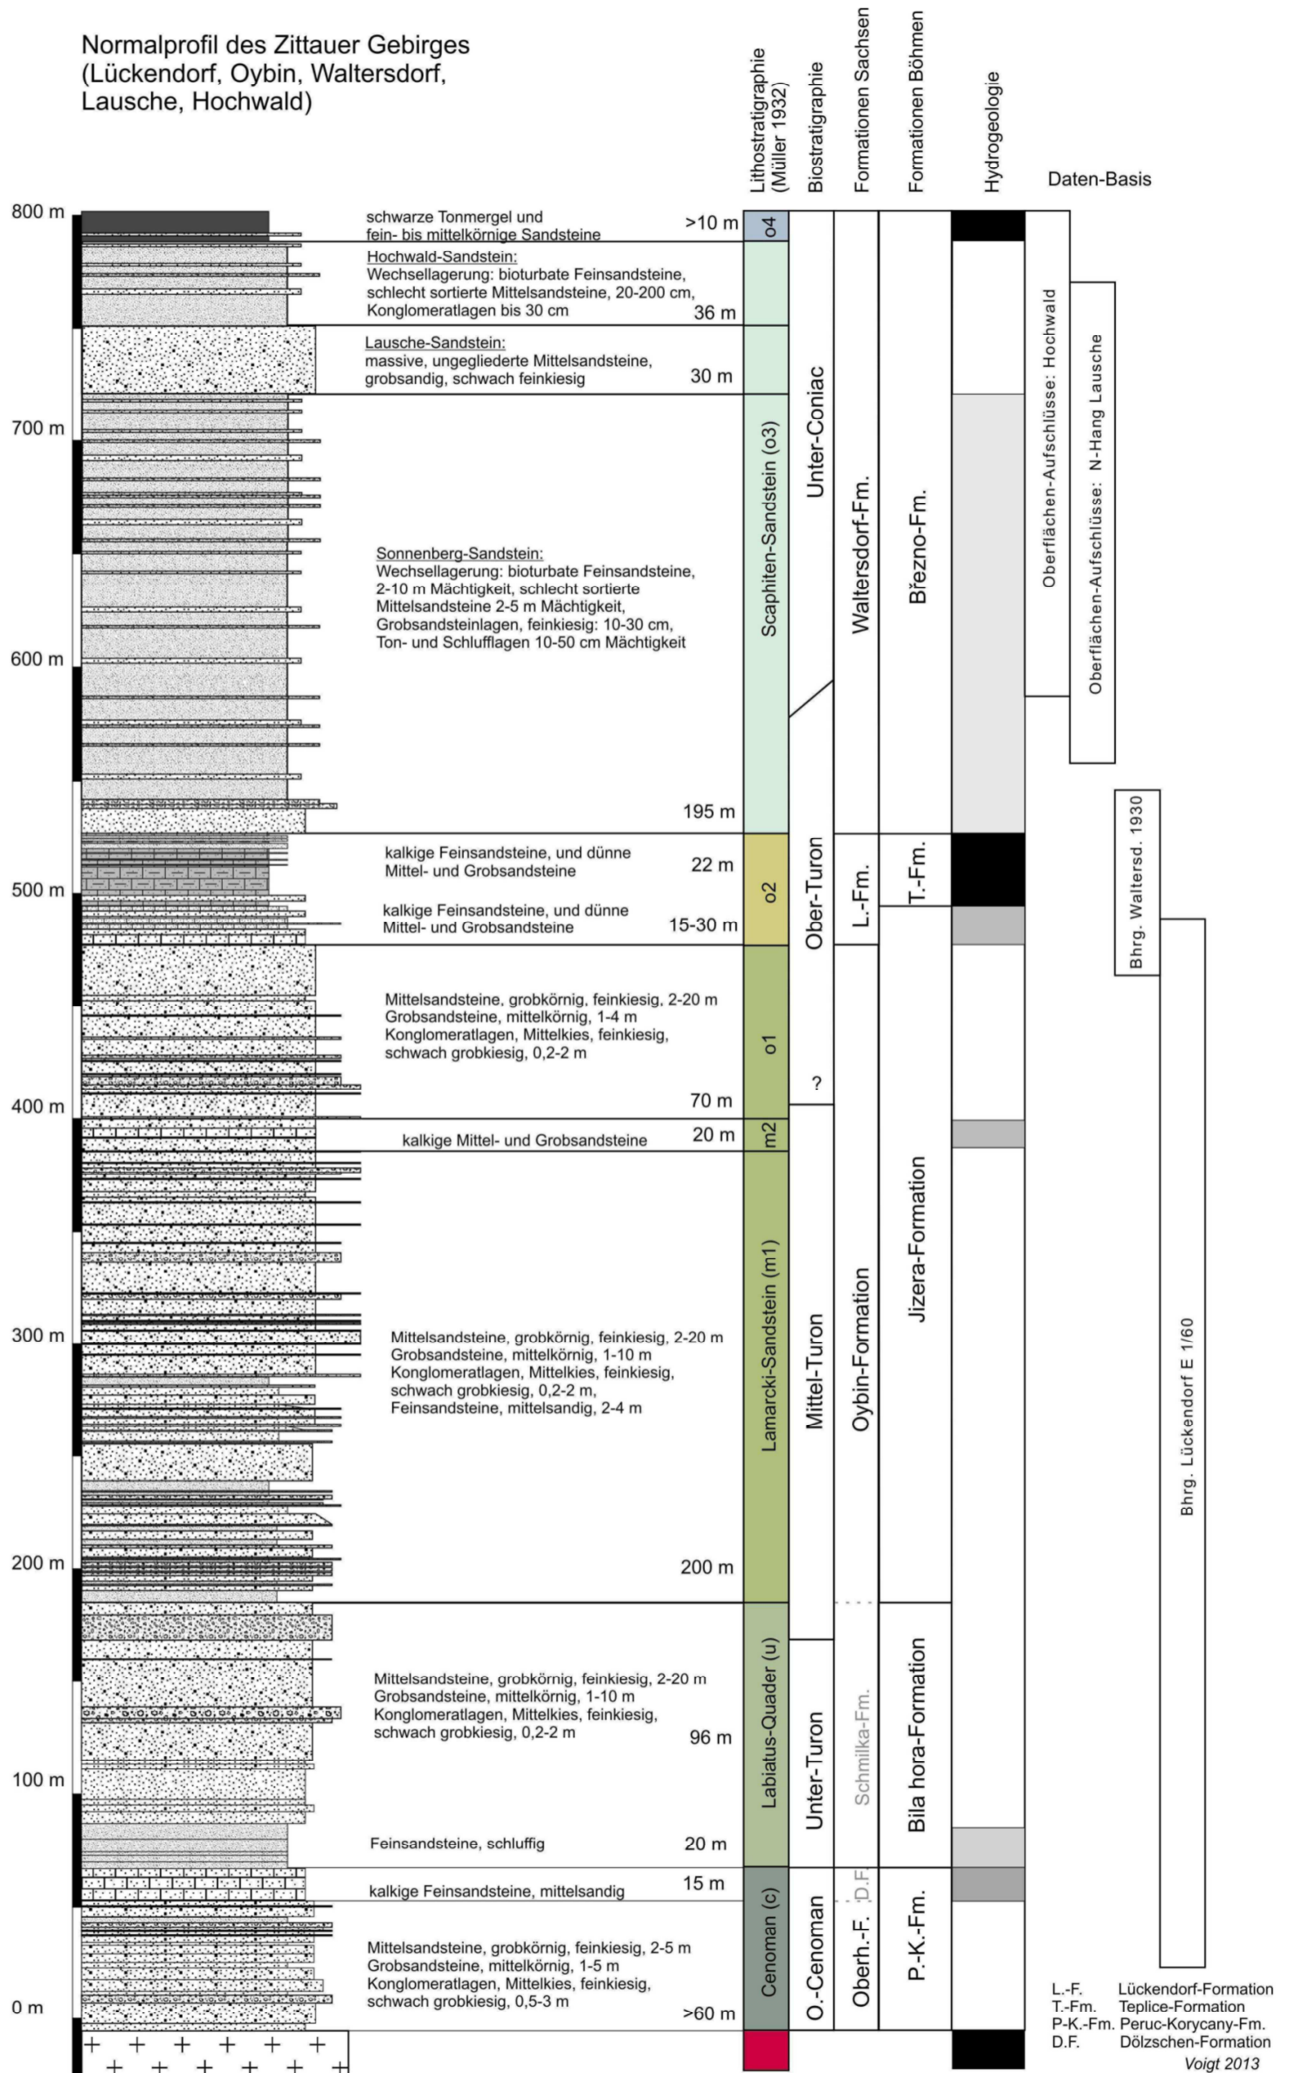 Normalprofil des Zittauer Gebirges
(Lückendorf, Oybin, Waltersdorf,
Lausche, Hochwald)
Lithostratigraphie
(Müller 1932)
Biostratigraphie
Formationen Sachsen
Formationen Böhmen
Hydrogeologie
Daten-Basis
800 m
700 m
600 m
500 m
400 m
300 m
200 m
100 m
0 m
schwarze Tonmergel und
fein- bis mittelkörnige Sandsteine
>10 m
Hochwald-Sandstein:
Wechsellagerung: bioturbate Feinsandsteine,
schlecht sortierte Mittelsandsteine, 20-200 cm,
Konglomeratlagen bis 30 cm
36 m
Lausche-Sandstein:
massive, ungegliederte Mittelsandsteine,
grobsandig, schwach feinkiesig
30 m
Sonnenberg-Sandstein:
Wechsellagerung: bioturbate Feinsandsteine,
2-10 m Mächtigkeit, schlecht sortierte
Mittelsandsteine 2-5 m Mächtigkeit,
Grobsandsteinlagen, feinkiesig: 10-30 cm,
Ton- und Schlufflagen 10-50 cm Mächtigkeit
195 m
kalkige Feinsandsteine, und dünne
Mittel- und Grobsandsteine
22 m
kalkige Feinsandsteine, und dünne
Mittel- und Grobsandsteine
15-30 m
Mittelsandsteine, grobkörnig, feinkiesig, 2-20 m
Grobsandsteine, mittelkörnig, 1-4 m
Konglomeratlagen, Mittelkies, feinkiesig,
schwach grobkiesig, 0,2-2 m
70 m
kalkige Mittel- und Grobsandsteine
20 m
Mittelsandsteine, grobkörnig, feinkiesig, 2-20 m
Grobsandsteine, mittelkörnig, 1-10 m
Konglomeratlagen, Mittelkies, feinkiesig,
schwach grobkiesig, 0,2-2 m,
Feinsandsteine, mittelsandig, 2-4 m
200 m
Mittelsandsteine, grobkörnig, feinkiesig, 2-20 m
Grobsandsteine, mittelkörnig, 1-10 m
Konglomeratlagen, Mittelkies, feinkiesig,
schwach grobkiesig, 0,2-2 m
96 m
Feinsandsteine, schluffig
20 m
kalkige Feinsandsteine, mittelsandig
15 m
Mittelsandsteine, grobkörnig, feinkiesig, 2-5 m
Grobsandsteine, mittelkörnig, 1-5 m
Konglomeratlagen, Mittelkies, feinkiesig,
schwach grobkiesig, 0,5-3 m
>60 m
o4
Scaphiten-Sandstein (o3)
o2
o1
m2
Lamarcki-Sandstein (m1)
Labiatus-Quader (u)
Cenoman (c)
Unter-Coniac
Ober-Turon
?
Mittel-Turon
Unter-Turon
O.-Cenoman
Waltersdorf-Fm.
L.-Fm.
Oybin-Formation
Schmilka-Fm.
D.F.
Oberh.-F.
Březno-Fm.
T.-Fm.
Jizera-Formation
Bila hora-Formation
P.-K.-Fm.
Oberflächen-Aufschlüsse: Hochwald
Oberflächen-Aufschlüsse: N-Hang Lausche
Bhrg. Waltersd. 1930
Bhrg. Lückendorf E 1/60
L.-F. Lückendorf-Formation
T.-Fm. Teplice-Formation
P-K.-Fm. Peruc-Korycany-Fm.
D.F. Dölzschen-Formation
Voigt 2013